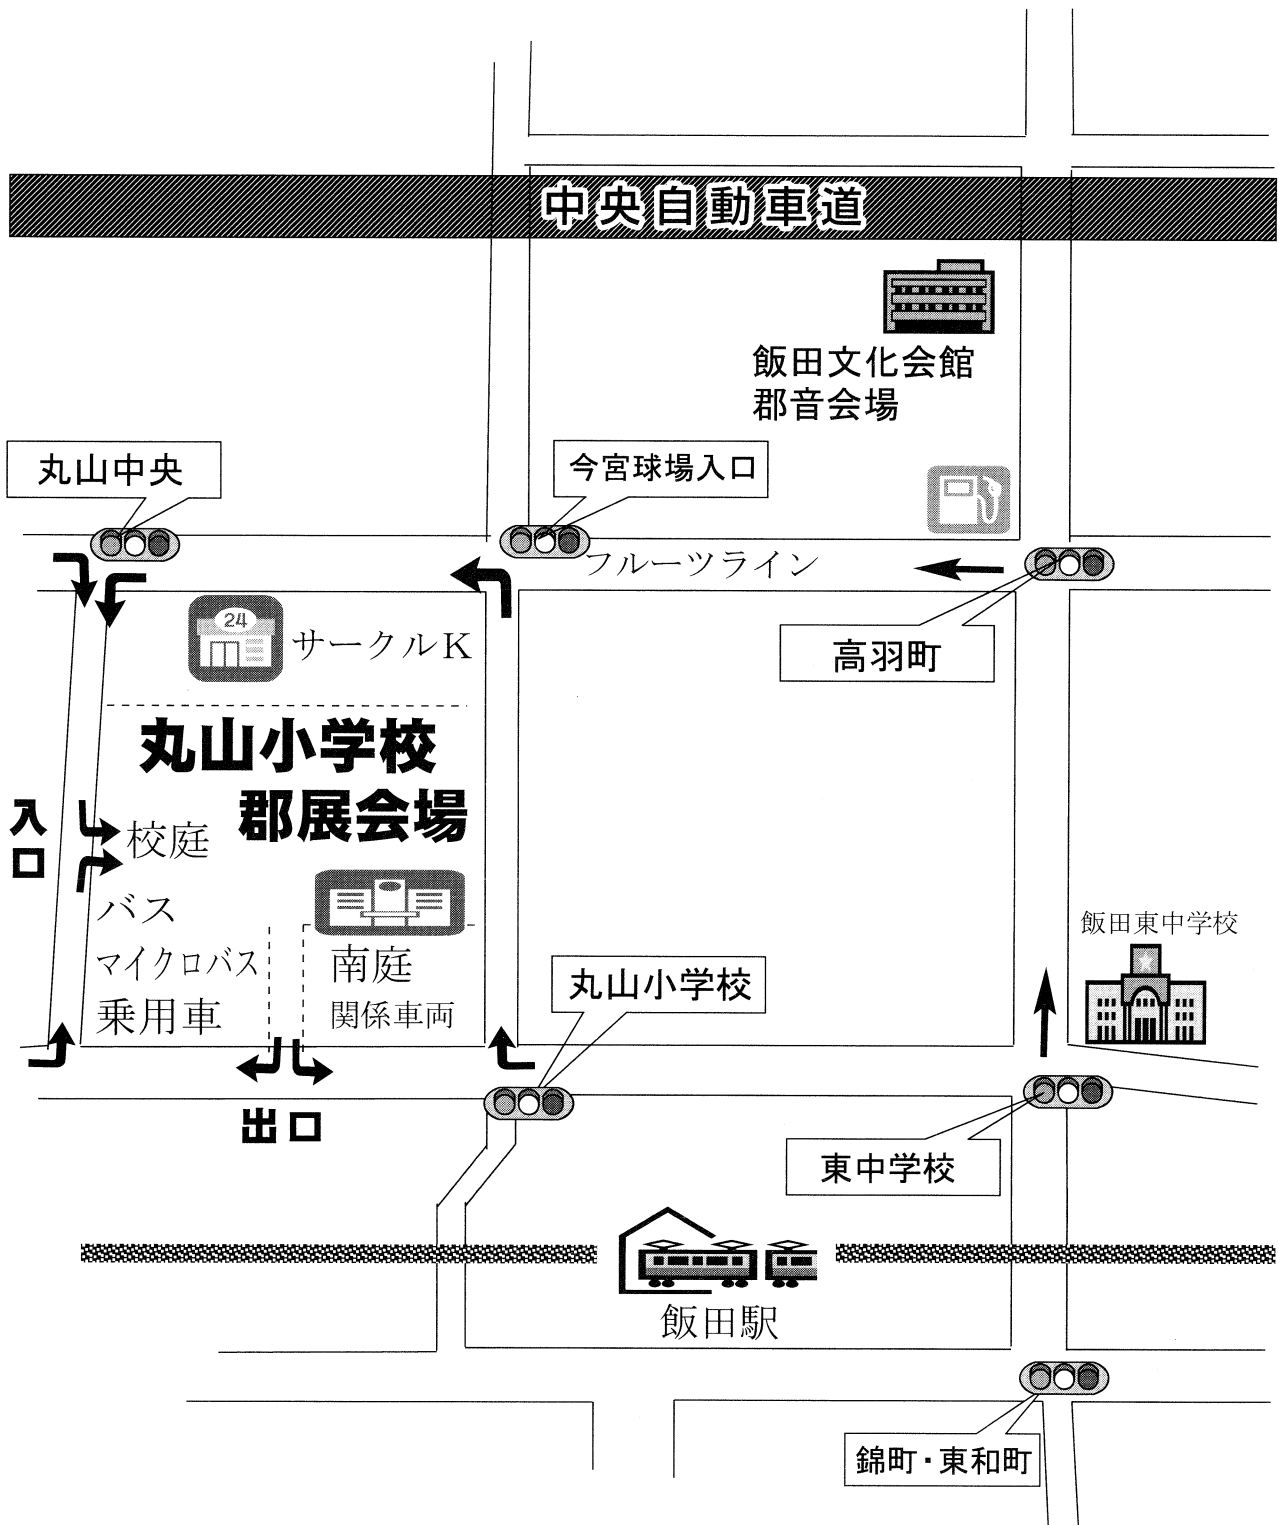 中央自動車道
飯田文化会館
郡音会場
丸山中央
今宮球場入口
フルーツライン
高羽町
24
サークルK
丸山小学校
郡展会場
入口
校庭
バス
マイクロバス
乗用車
南庭
関係車両
飯田東中学校
丸山小学校
出口
東中学校
飯田駅
錦町・東和町